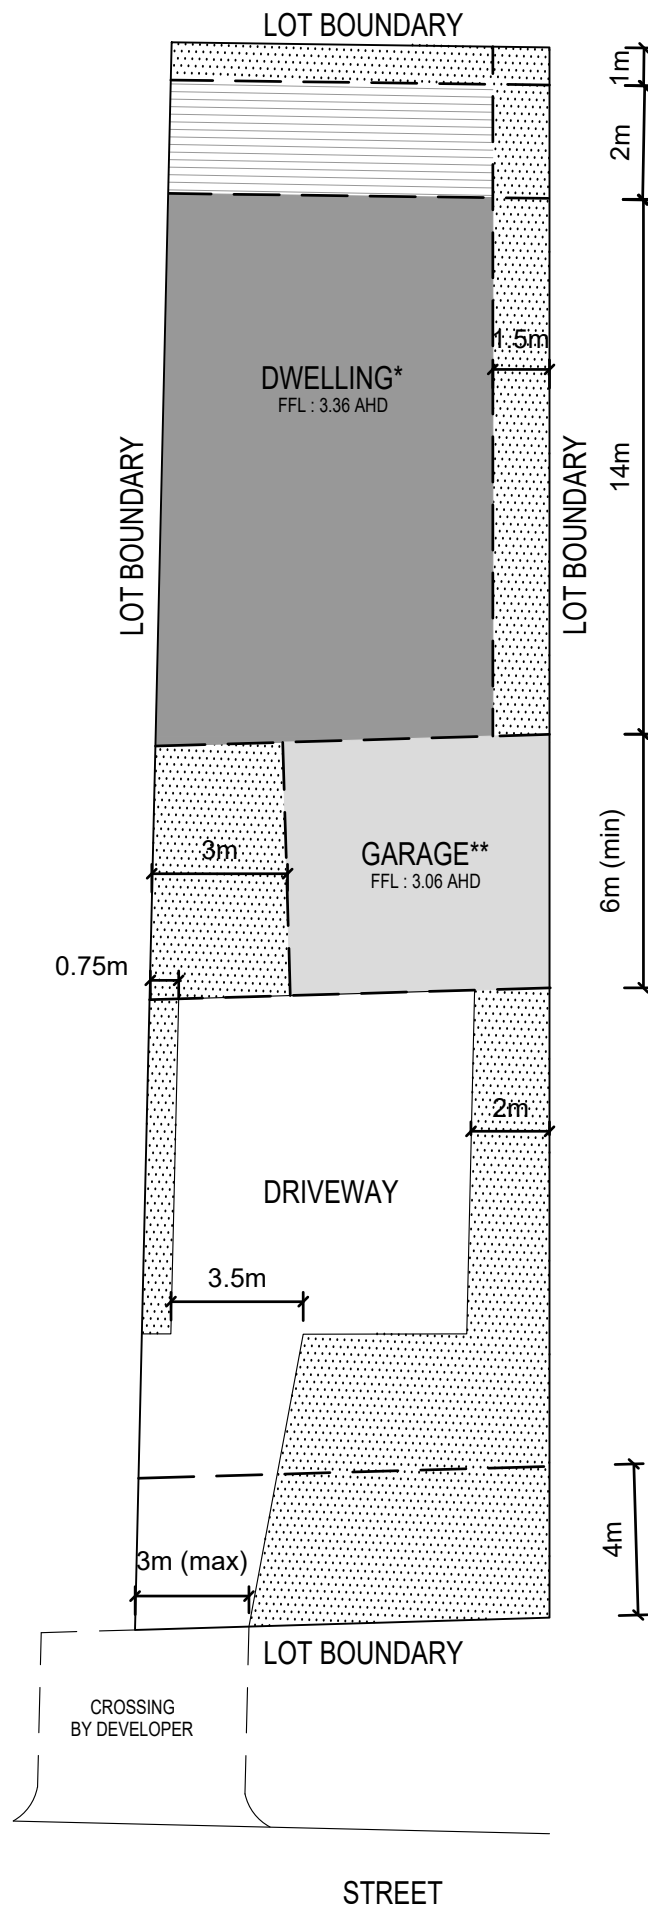 LOT BOUNDARY
1m
2m
1.5m
DWELLING*
FFL : 3.36 AHD
LOT BOUNDARY
LOT BOUNDARY
14m
3m
GARAGE**
FFL : 3.06 AHD
6m (min)
0.75m
2m
DRIVEWAY
3.5m
4m
3m (max)
LOT BOUNDARY
CROSSING
BY DEVELOPER
STREET